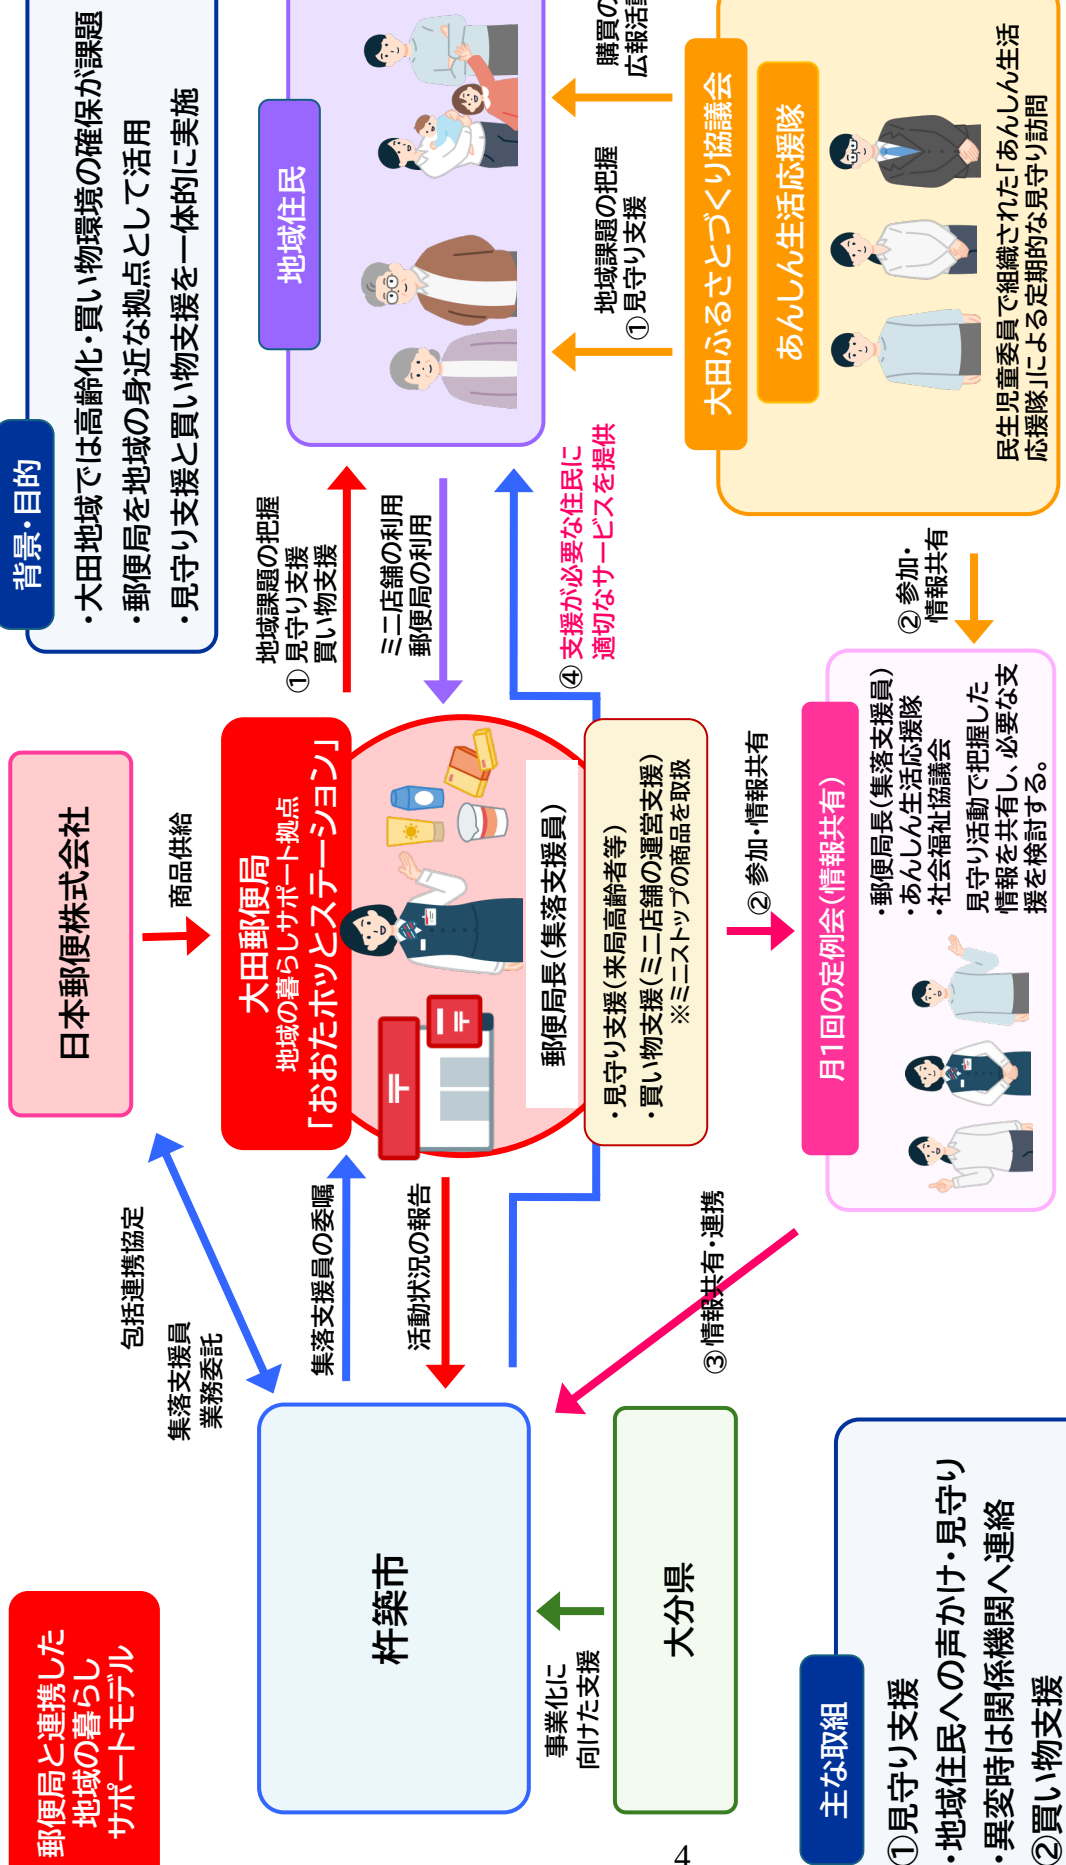 郵便局と連携した
地域の暮らし
サポートモデル
背景・目的
・大田地域では高齢化・買い物環境の確保が課題
・郵便局を地域の身近な拠点として活用
・見守り支援と買い物支援を一体的に実施
日本郵便株式会社
包括連携協定
集落支援員
業務委託
商品供給
杵築市
集落支援員の委嘱
活動状況の報告
大田郵便局
地域の暮らしサポート拠点
「おおたホッとステーション」
郵便局長(集落支援員)
・見守り支援(来局高齢者等)
・買い物支援(ミニ店舗の運営支援)
※ミニストップの商品を取扱
地域課題の把握
①見守り支援
買い物支援
ミニ店舗の利用
郵便局の利用
④支援が必要な住民に
適切なサービスを提供
地域住民
地域課題の把握
①見守り支援
購買の
広報活動
大分県
事業化に
向けた支援
③情報共有・連携
②参加・情報共有
月1回の定例会(情報共有)
・郵便局長(集落支援員)
・あんしん生活応援隊
・社会福祉協議会
見守り活動で把握した
情報を共有し、必要な支
援を検討する。
②参加・
情報共有
大田ふるさとづくり協議会
あんしん生活応援隊
民生児童委員で組織された「あんしん生活
応援隊」による定期的な見守り訪問
主な取組
①見守り支援
・地域住民への声かけ・見守り
・異変時は関係機関へ連絡
②買い物支援
4